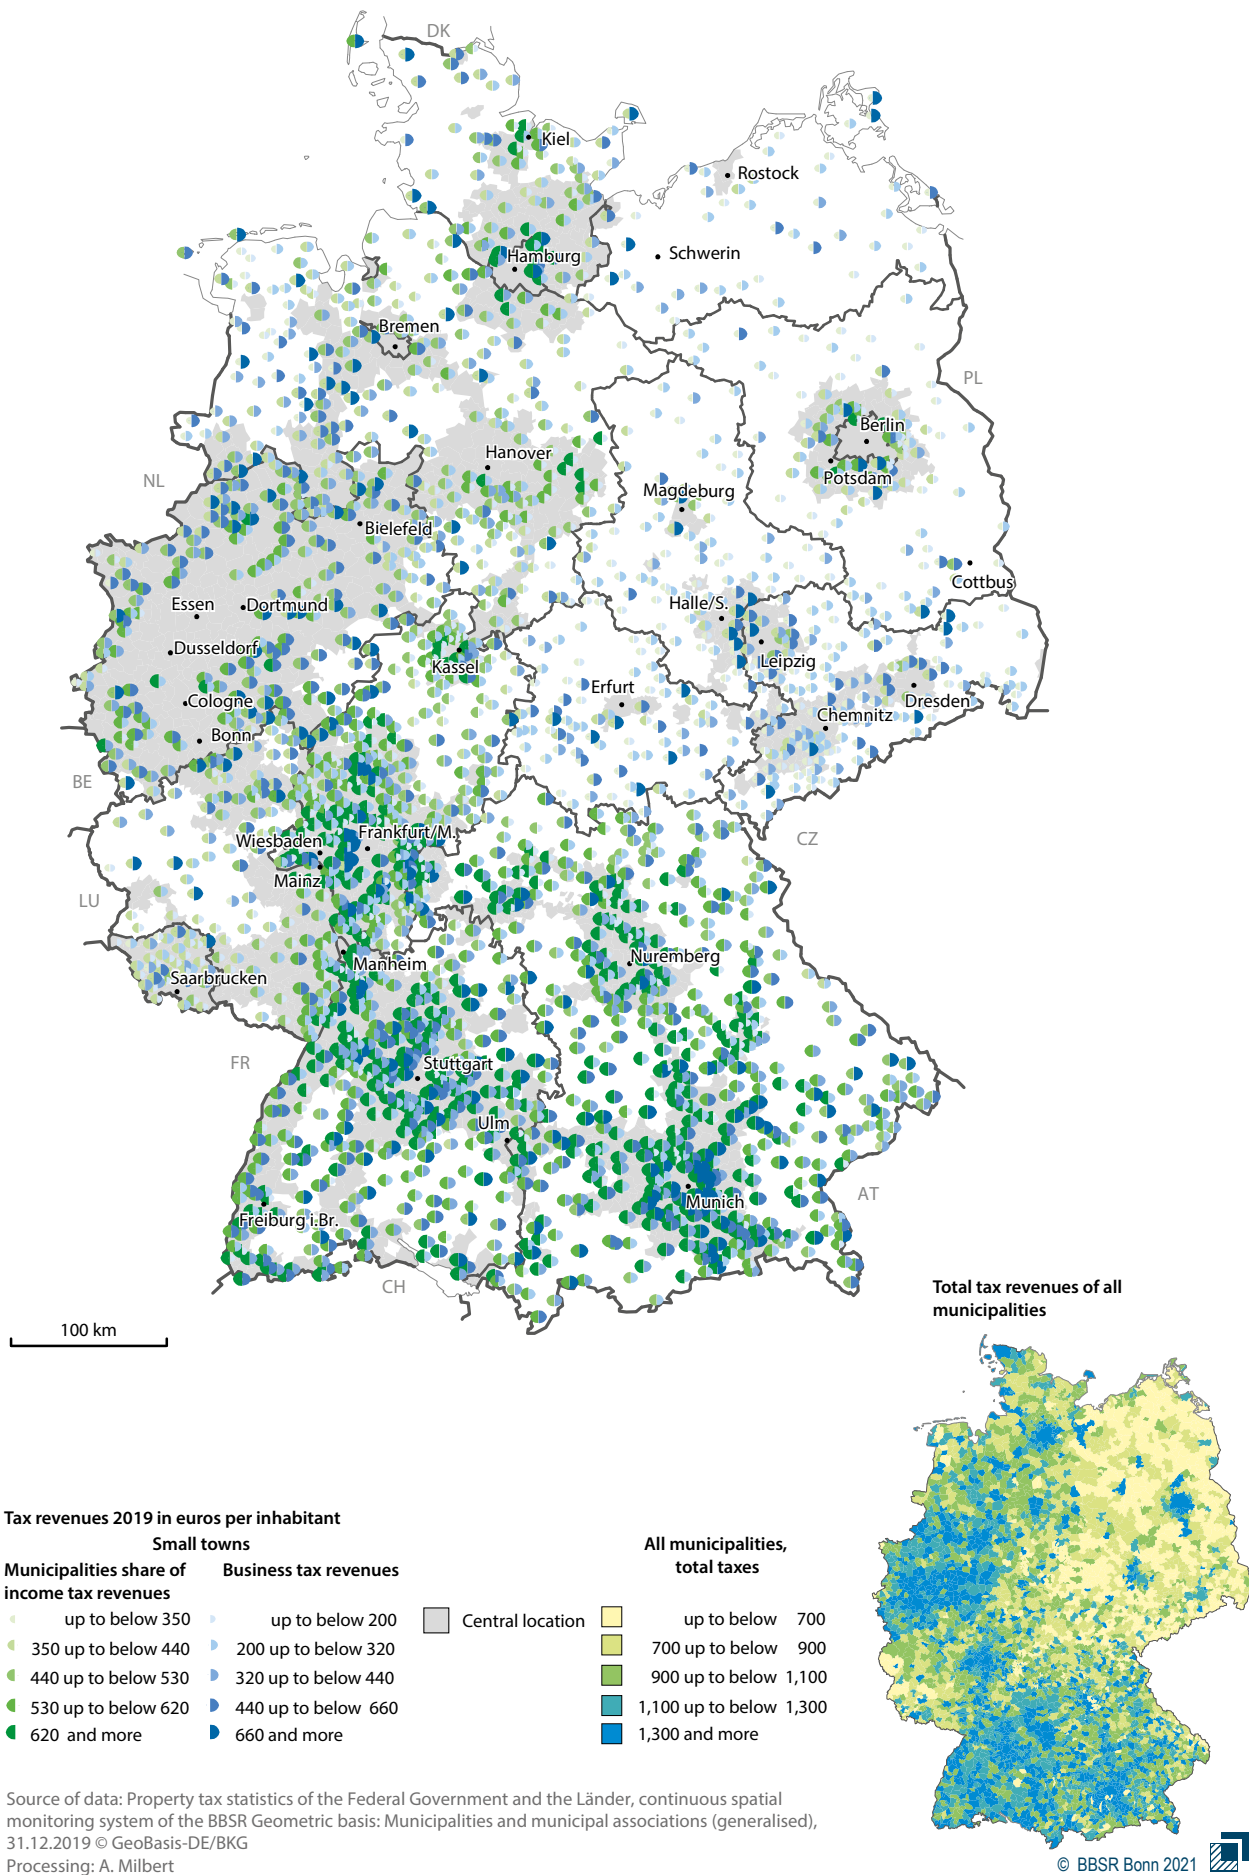 DK
Kiel
Rostock
Hamburg
Schwerin
Bremen
PL
Berlin
Hanover
NL
Potsdam
Magdeburg
Bielefeld
Cottbus
Essen
Dortmund
Halle/S.
Dusseldorf
Leipzig
Kassel
Erfurt
Cologne
Dresden
Chemnitz
Bonn
BE
Wiesbaden
Frankfurt/M.
CZ
Mainz
LU
Nuremberg
Manheim
Saarbrucken
FR
Stuttgart
Ulm
AT
Munich
Freiburg i.Br.
CH
100 km
Total tax revenues of all
municipalities
Tax revenues 2019 in euros per inhabitant
Small towns
Municipalities share of
income tax revenues
up to below 350
350 up to below 440
440 up to below 530
530 up to below 620
620 and more
Business tax revenues
up to below 200
200 up to below 320
320 up to below 440
440 up to below 660
660 and more
Central location
All municipalities,
total taxes
up to below 700
700 up to below 900
900 up to below 1,100
1,100 up to below 1,300
1,300 and more
Source of data: Property tax statistics of the Federal Government and the Länder, continuous spatial
monitoring system of the BBSR Geometric basis: Municipalities and municipal associations (generalised),
31.12.2019 © GeoBasis-DE/BKG
Processing: A. Milbert
© BBSR Bonn 2021